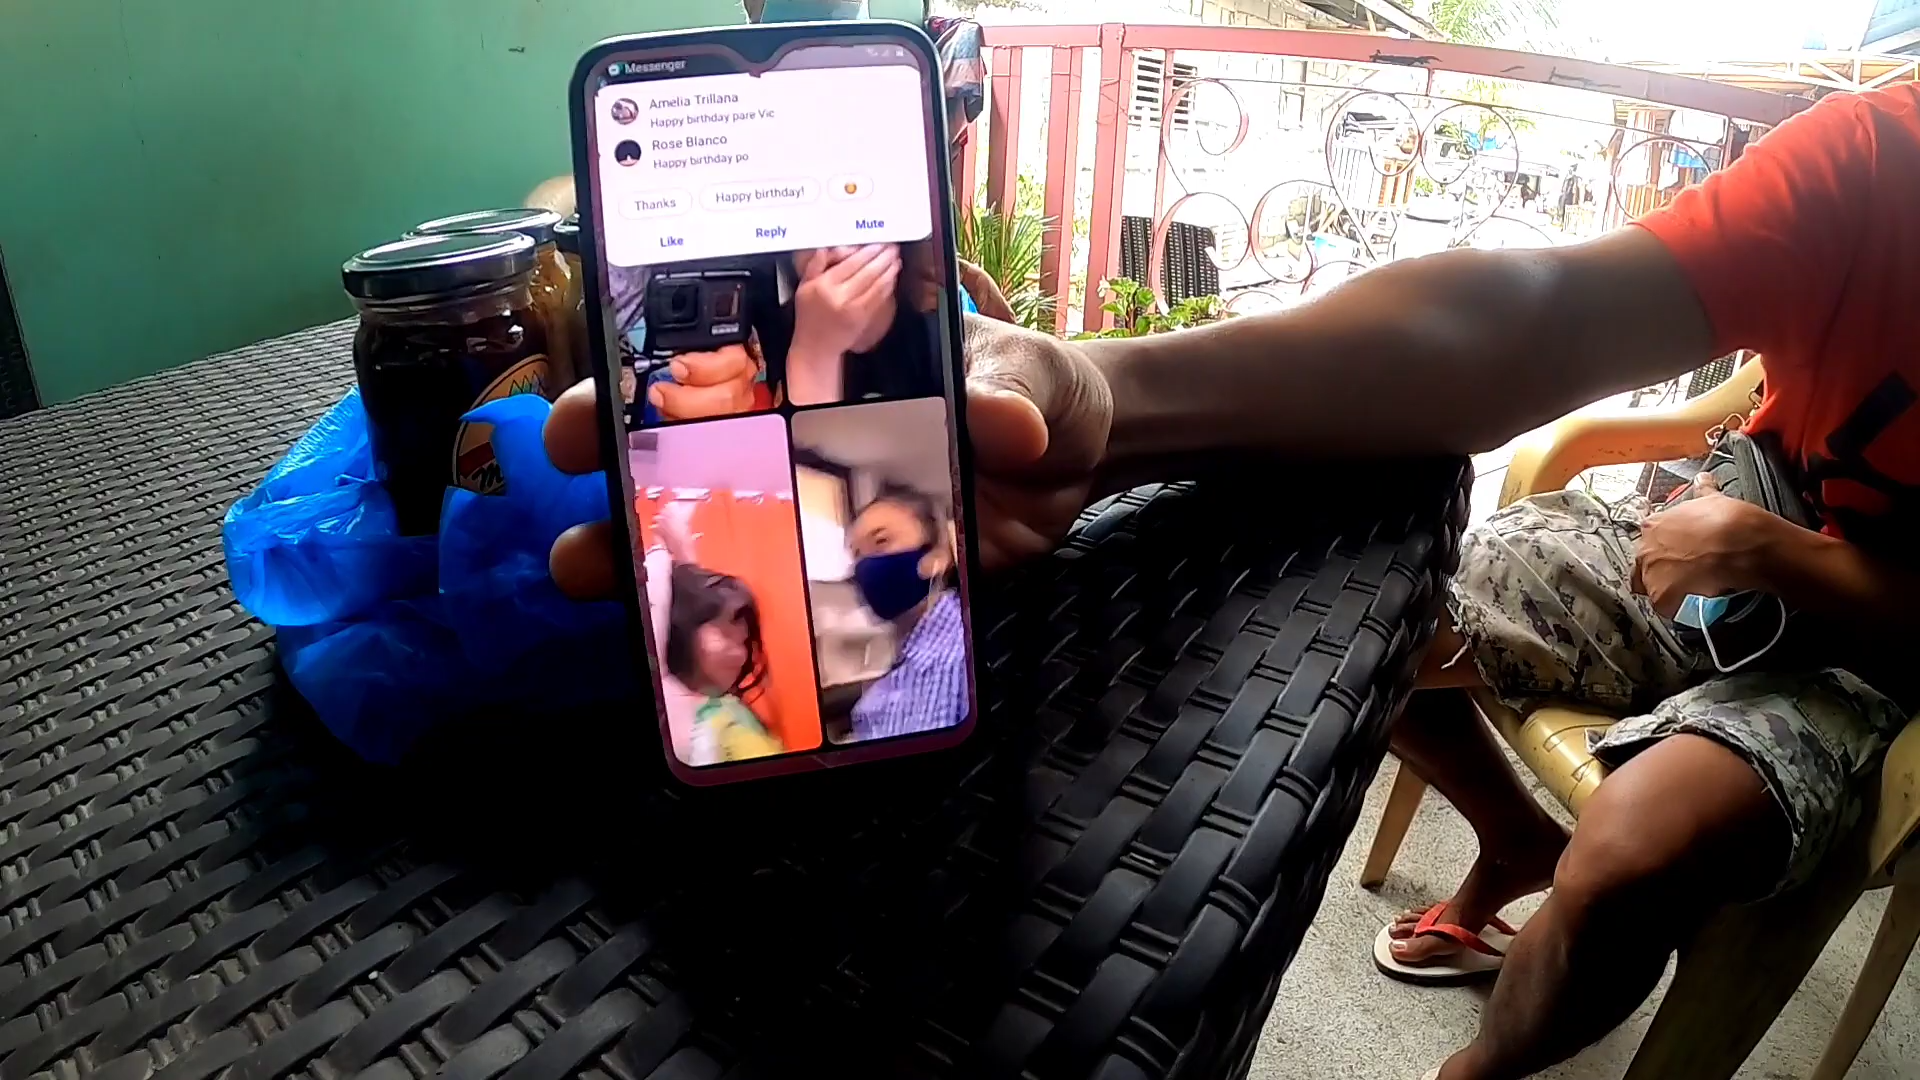 Messenger
Amelia Trillana
Happy birthday pare Vic
Rose Blanco
Happy birthday po
Thanks
Happy birthday!
Like
Reply
Mute